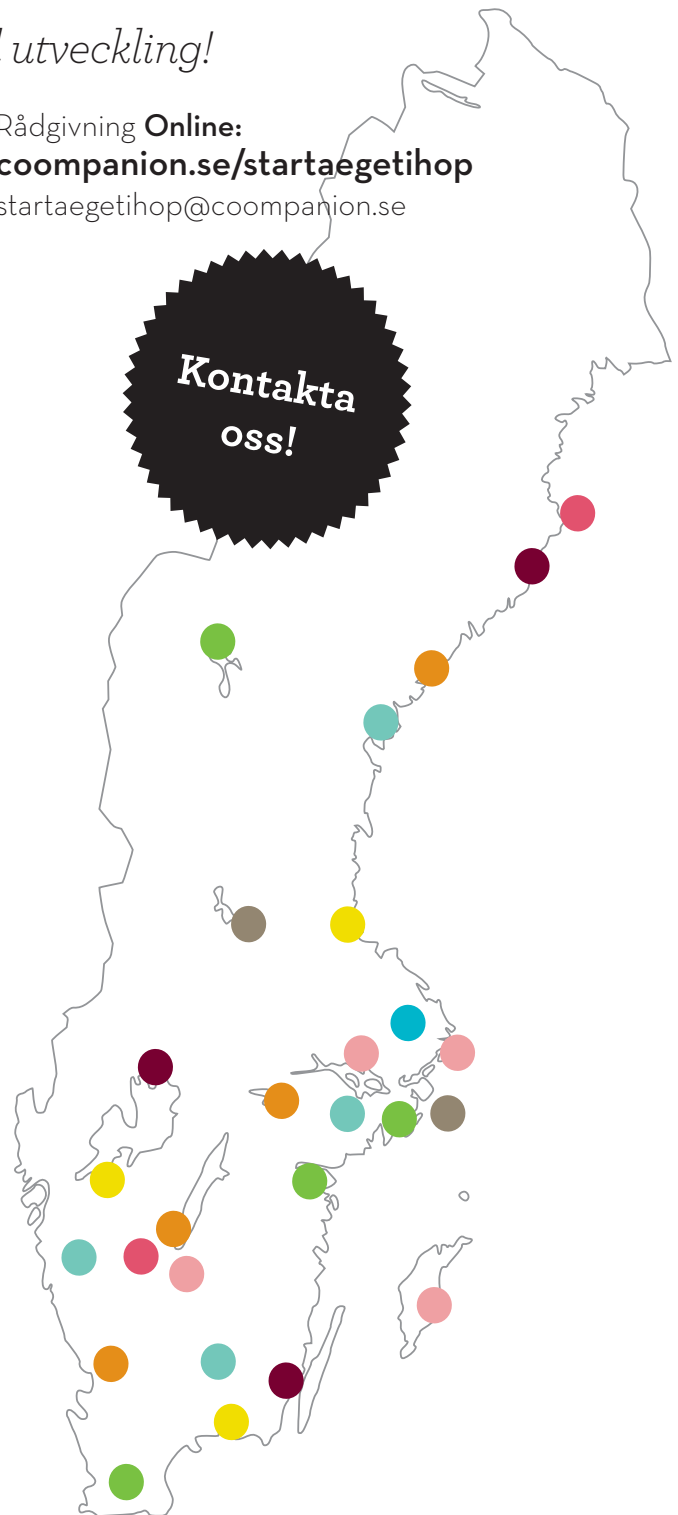 utveckling!
Rådgivning Online:
coompanion.se/startaegetihop
startaegetihop@coompanion.se
Kontakta
oss!